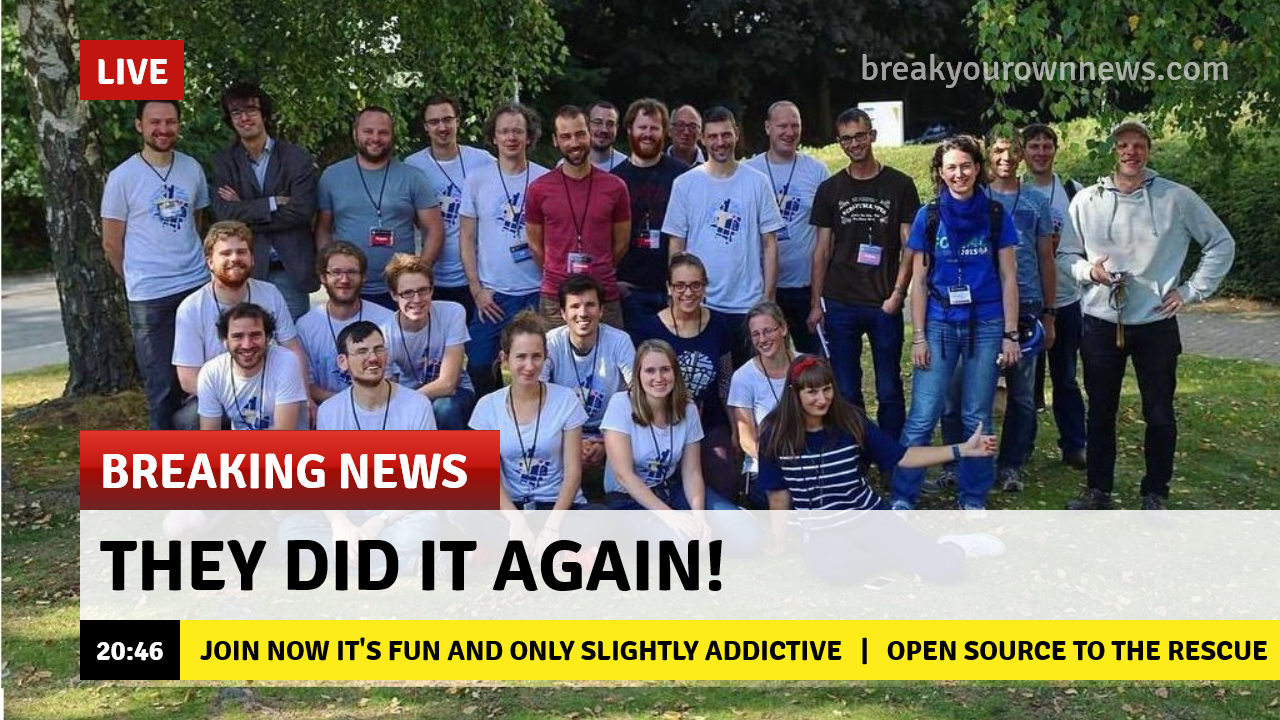 LIVE
breakyourownnews.com
BREAKING NEWS
THEY DID IT AGAIN!
20:46 JOIN NOW IT'S FUN AND ONLY SLIGHTLY ADDICTIVE | OPEN SOURCE TO THE RESCUE